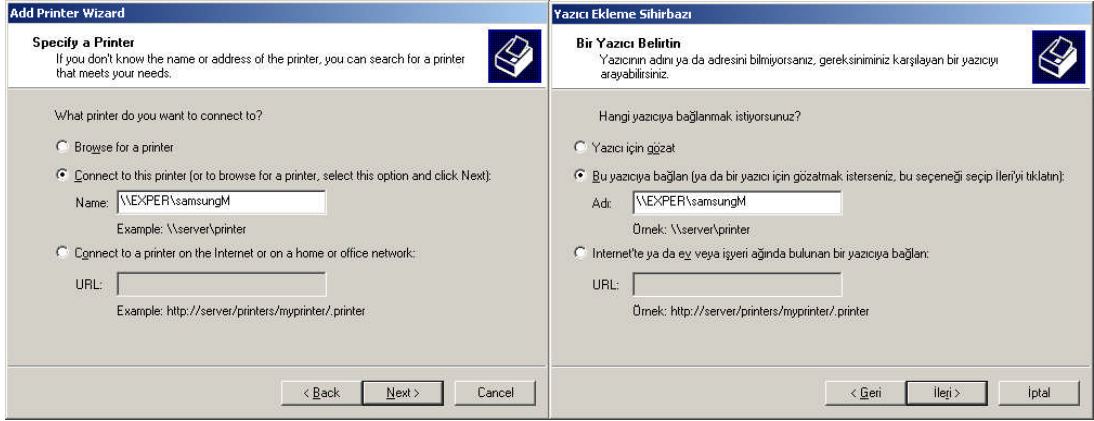 Add Printer Wizard
Specify a Printer
If you don't know the name or address of the printer, you can search for a printer
that meets your needs.
What printer do you want to connect to?
Browse for a printer
Connect to this printer (or to browse for a printer, select this option and click Next):
Name: \\EXPER\samsungM
Example: \\server\printer
Connect to a printer on the Internet or on a home or office network:
URL:
Example: http://server/printers/myprinter/.printer
< Back
Next >
Cancel
Yazıcı Ekleme Sihirbazı
Bir Yazıcı Belirtin
Yazıcının adını ya da adresini bilmiyorsanız, gereksiniminiz karşılayan bir yazıcıyı
arayabilirsiniz.
Hangi yazıcıya bağlanmak istiyorsunuz?
Yazıcı için gözat
Bu yazıcıya bağlan (ya da bir yazıcı için gözatmak isterseniz, bu seçeneği seçip İleri'yi tıklatın):
Adı: \\EXPER\samsungM
Örnek: \\server\printer
Internet'te ya da ev veya işyeri ağında bulunan bir yazıcıya bağlan:
URL:
Örnek: http://server/printers/myprinter/.printer
< Geri
İleri >
İptal